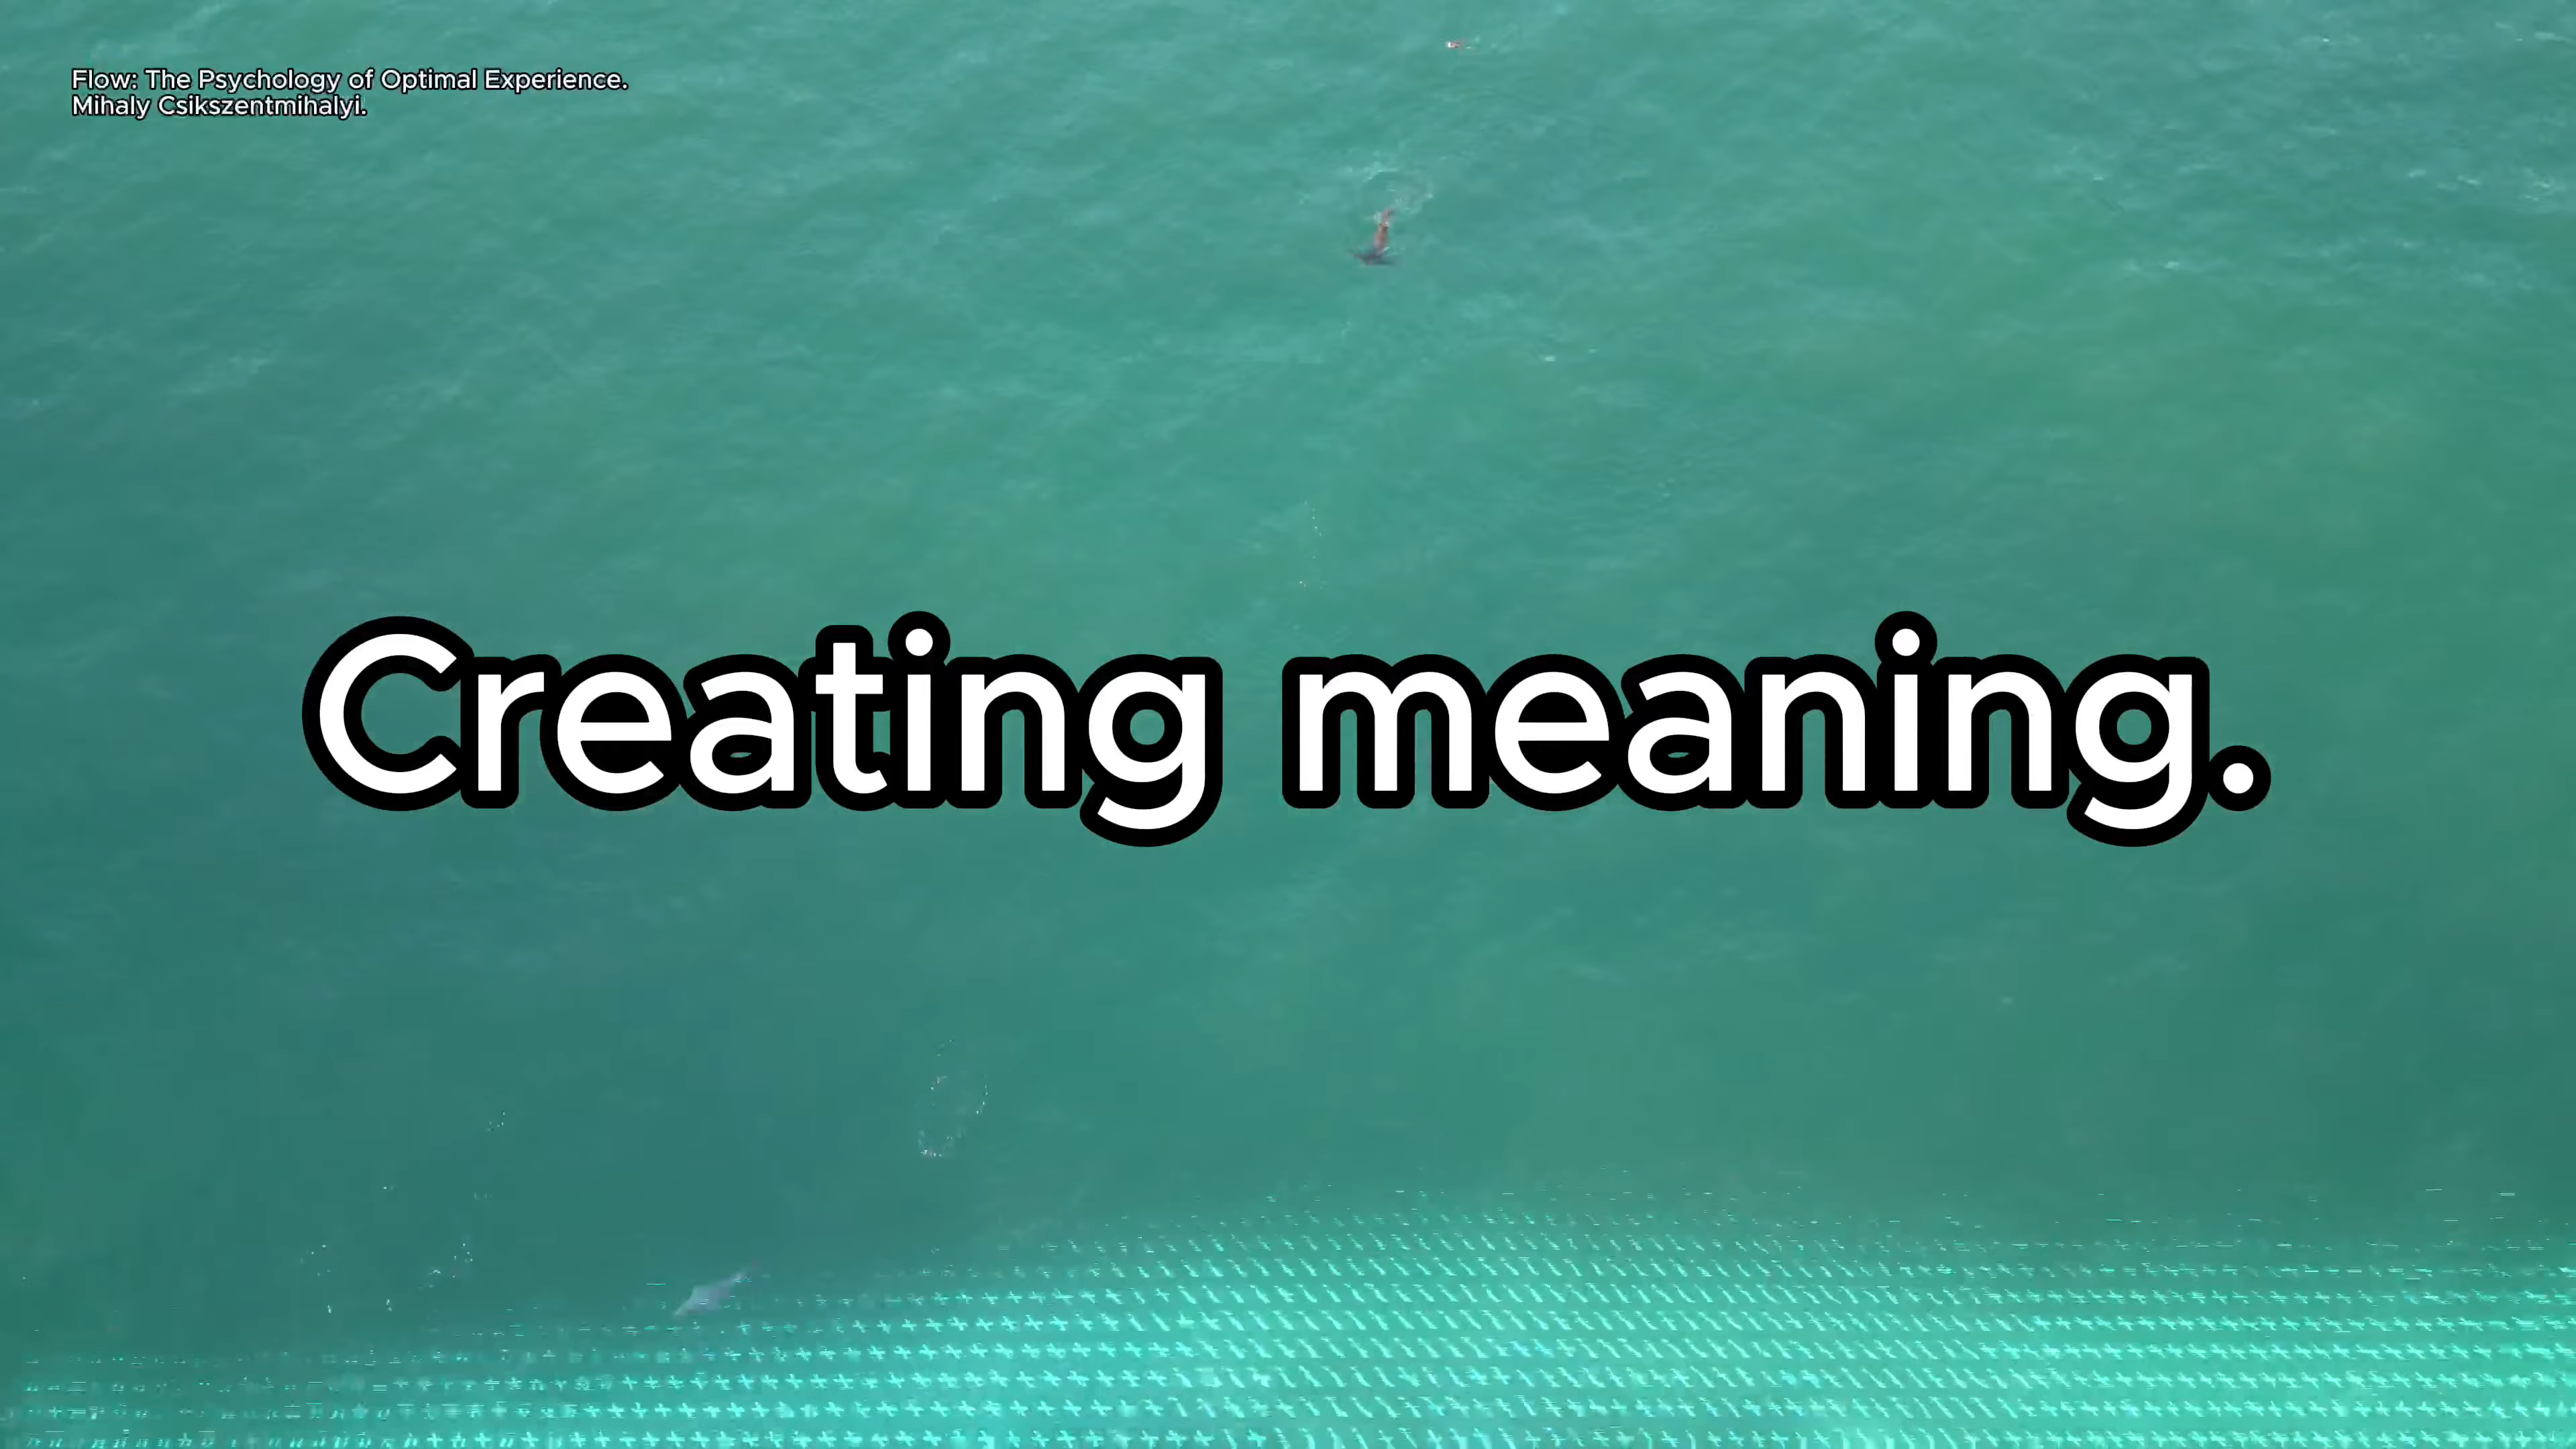 Flow: The Psychology of Optimal Experience.
Mihaly Csikszentmihalyi.
Creating meaning.